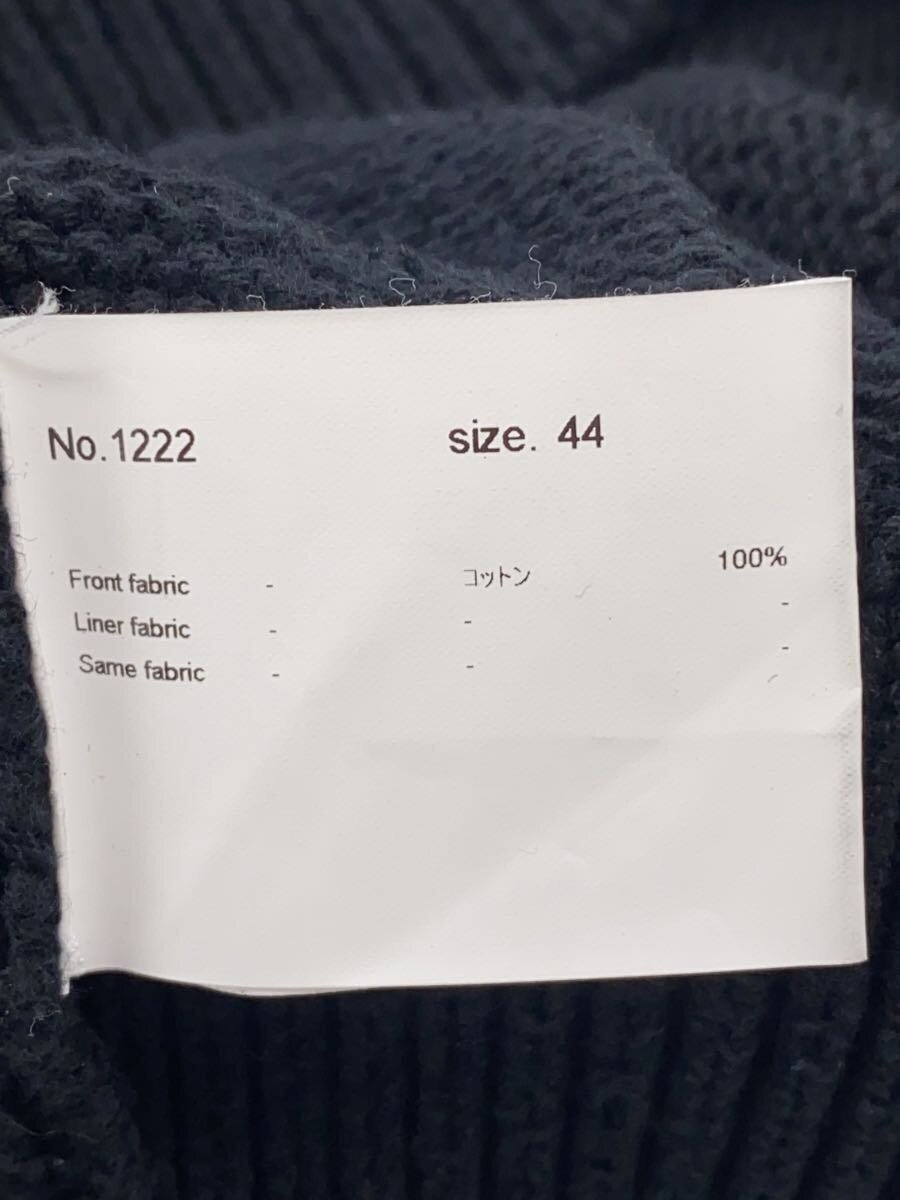 No.1222 size. 44
Front fabric - コットン 100%
Liner fabric - - -
Same fabric - - -